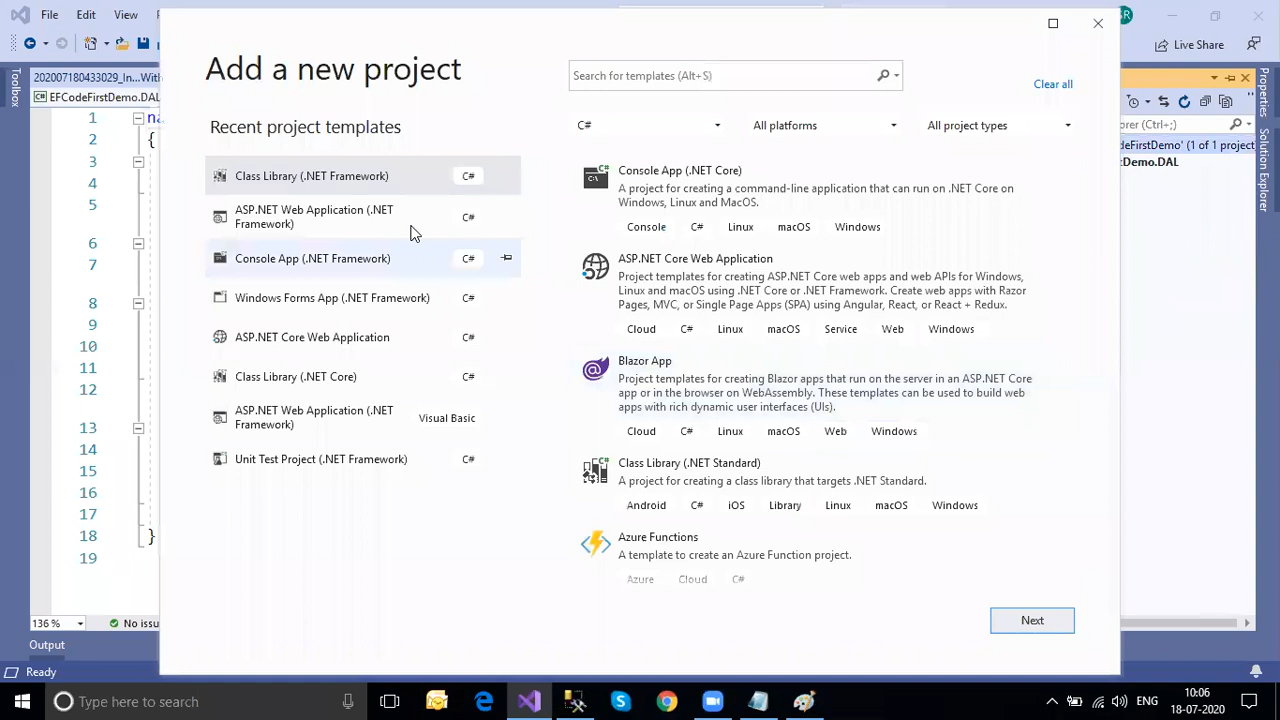 Live Share
Toolbox
202007180433029_In...With
EFCodeFirstDemo.DAL
1
2
3
4
5
6
7
8
9
10
11
12
13
14
15
16
17
18
19
na
{
}
136 %
No issu
Output
Ready
Add a new project
Search for templates (Alt+S)
Clear all
Recent project templates
C#
All platforms
All project types
Class Library (.NET Framework)
C#
ASP.NET Web Application (.NET
Framework)
C#
Console App (.NET Framework)
C#
Windows Forms App (.NET Framework)
C#
ASP.NET Core Web Application
C#
Class Library (.NET Core)
C#
ASP.NET Web Application (.NET
Framework)
Visual Basic
Unit Test Project (.NET Framework)
C#
Console App (.NET Core)
A project for creating a command-line application that can run on .NET Core on
Windows, Linux and MacOS.
Console C# Linux macOS Windows
ASP.NET Core Web Application
Project templates for creating ASP.NET Core web apps and web APIs for Windows,
Linux and macOS using .NET Core or .NET Framework. Create web apps with Razor
Pages, MVC, or Single Page Apps (SPA) using Angular, React, or React + Redux.
Cloud C# Linux macOS Service Web Windows
Blazor App
Project templates for creating Blazor apps that run on the server in an ASP.NET Core
app or in the browser on WebAssembly. These templates can be used to build web
apps with rich dynamic user interfaces (UIs).
Cloud C# Linux macOS Web Windows
Class Library (.NET Standard)
A project for creating a class library that targets .NET Standard.
Android C# iOS Library Linux macOS Windows
Azure Functions
A template to create an Azure Function project.
Azure Cloud C#
Next
Properties
Solution Explorer
orer (Ctrl+;)
FirstDemo' (1 of 1 project)
emo.DAL
Type here to search
ENG
10:06
18-07-2020